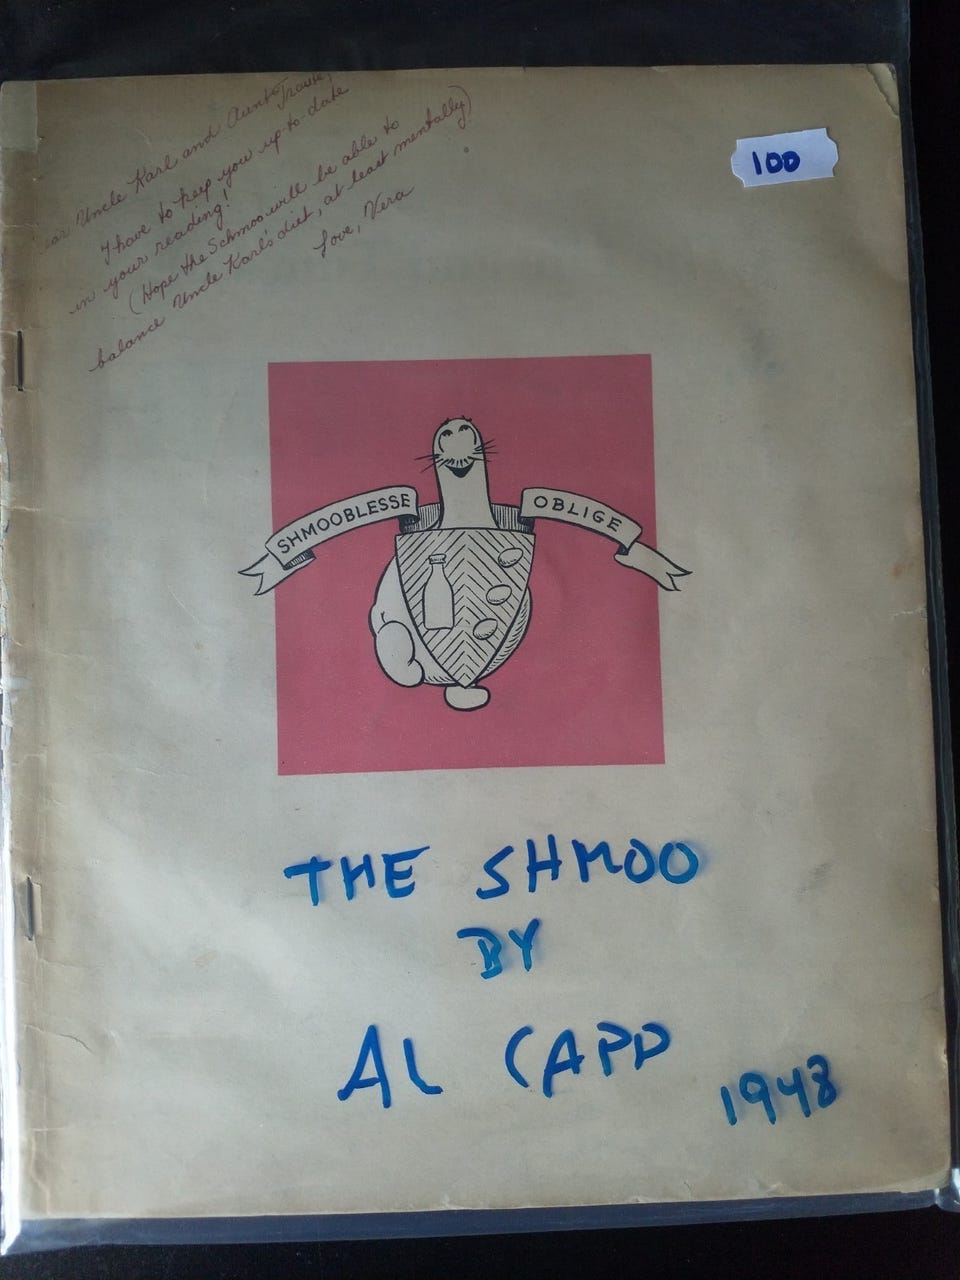 Uncle Karl and Aunt
I have to keep you up-to-date
in your reading!
(Hope the Schmoo will be able to
balance Uncle Karl's diet, at least mentally)
Love, Vera
100
SHMOOBLESSE OBLIGE
THE SHMOO
BY
AL CAPP
1948